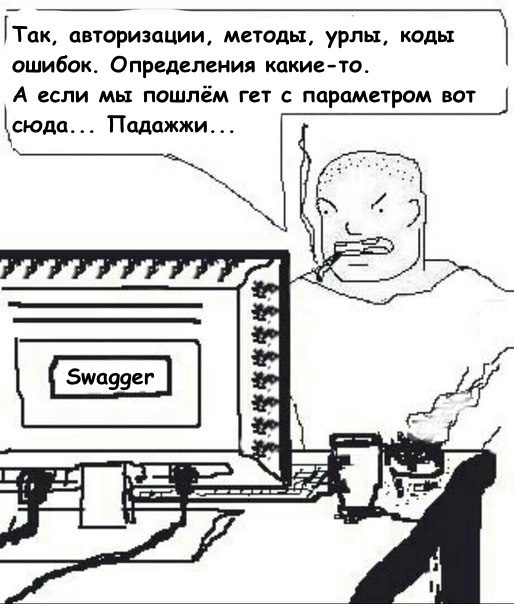 Так, авторизации, методы, урлы, коды
ошибок. Определения какие-то.
А если мы пошлём гет с параметром вот
сюда... Падажжи...
Swagger